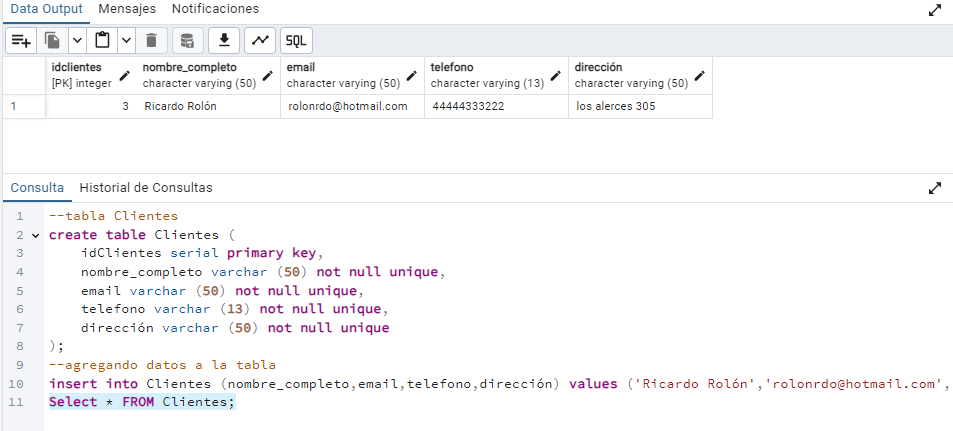 Data Output Mensajes Notificaciones
SQL
idclientes nombre_completo email telefono dirección
[PK] integer character varying (50) character varying (50) character varying (13) character varying (50)
1 3 Ricardo Rolón rolonrdo@hotmail.com 44444333222 los alerces 305
Consulta Historial de Consultas
1 --tabla Clientes
2 create table Clientes (
3 idClientes serial primary key,
4 nombre_completo varchar (50) not null unique,
5 email varchar (50) not null unique,
6 telefono varchar (13) not null unique,
7 dirección varchar (50) not null unique
8 );
9 --agregando datos a la tabla
10 insert into Clientes (nombre_completo,email,telefono,dirección) values ('Ricardo Rolón','rolonrdo@hotmail.com',
11 Select * FROM Clientes;